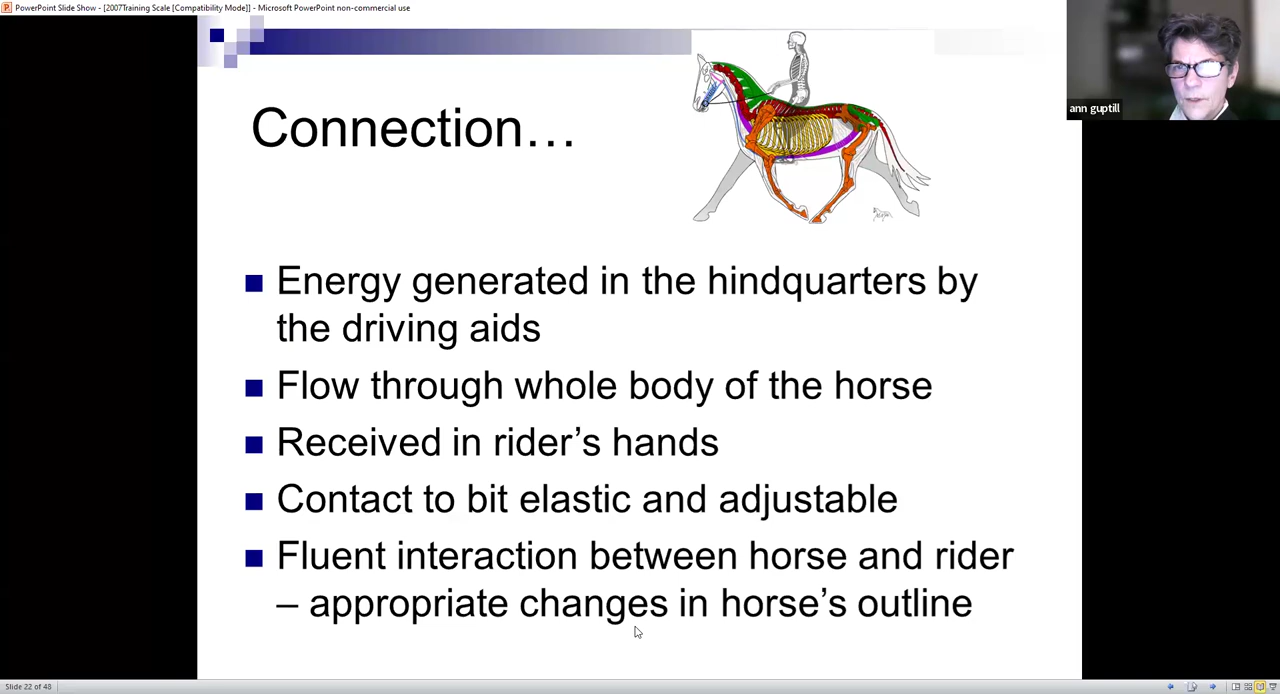 PowerPoint Slide Show - [2007Training Scale [Compatibility Mode]] - Microsoft PowerPoint non-commercial use
ann guptill
Connection…
■ Energy generated in the hindquarters by
the driving aids
■ Flow through whole body of the horse
■ Received in rider’s hands
■ Contact to bit elastic and adjustable
■ Fluent interaction between horse and rider
– appropriate changes in horse’s outline
Slide 22 of 48